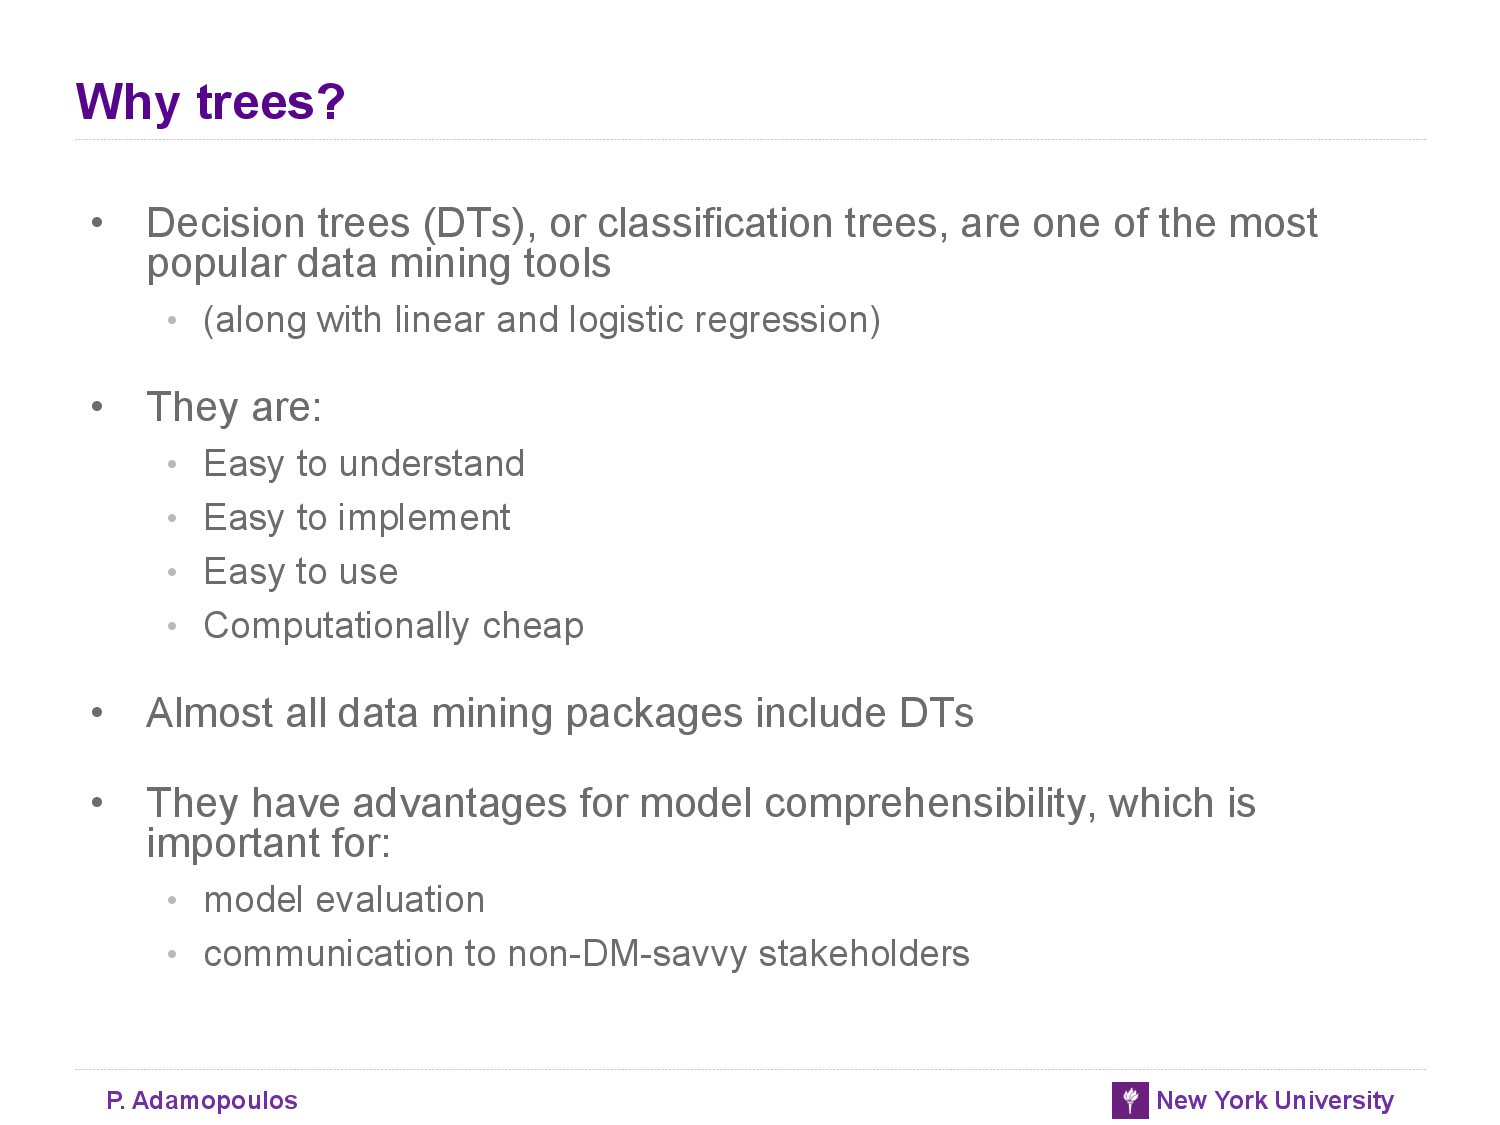 Why trees?
• Decision trees (DTs), or classification trees, are one of the most
popular data mining tools
• (along with linear and logistic regression)
• They are:
• Easy to understand
• Easy to implement
• Easy to use
• Computationally cheap
• Almost all data mining packages include DTs
• They have advantages for model comprehensibility, which is
important for:
• model evaluation
• communication to non-DM-savvy stakeholders
P. Adamopoulos
New York University